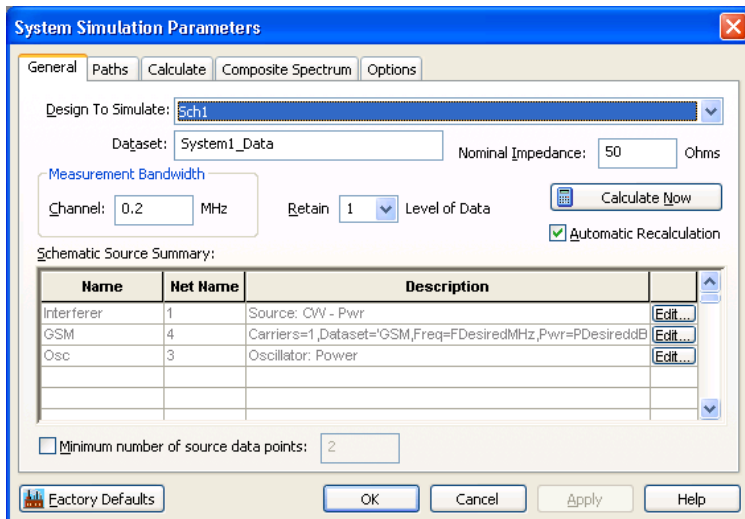 System Simulation Parameters
General Paths Calculate Composite Spectrum Options
Design To Simulate: Sch1
Dataset: System1_Data Nominal Impedance: 50 Ohms
Measurement Bandwidth
Channel: 0.2 MHz Retain 1 Level of Data Calculate Now
Automatic Recalculation
Schematic Source Summary:
Name Net Name Description
Interferer 1 Source: CW - Pwr Edit...
GSM 4 Carriers=1,Dataset='GSM,Freq=FDesiredMHz,Pwr=PDesireddB Edit...
Osc 3 Oscillator: Power Edit...
Minimum number of source data points: 2
Factory Defaults OK Cancel Apply Help